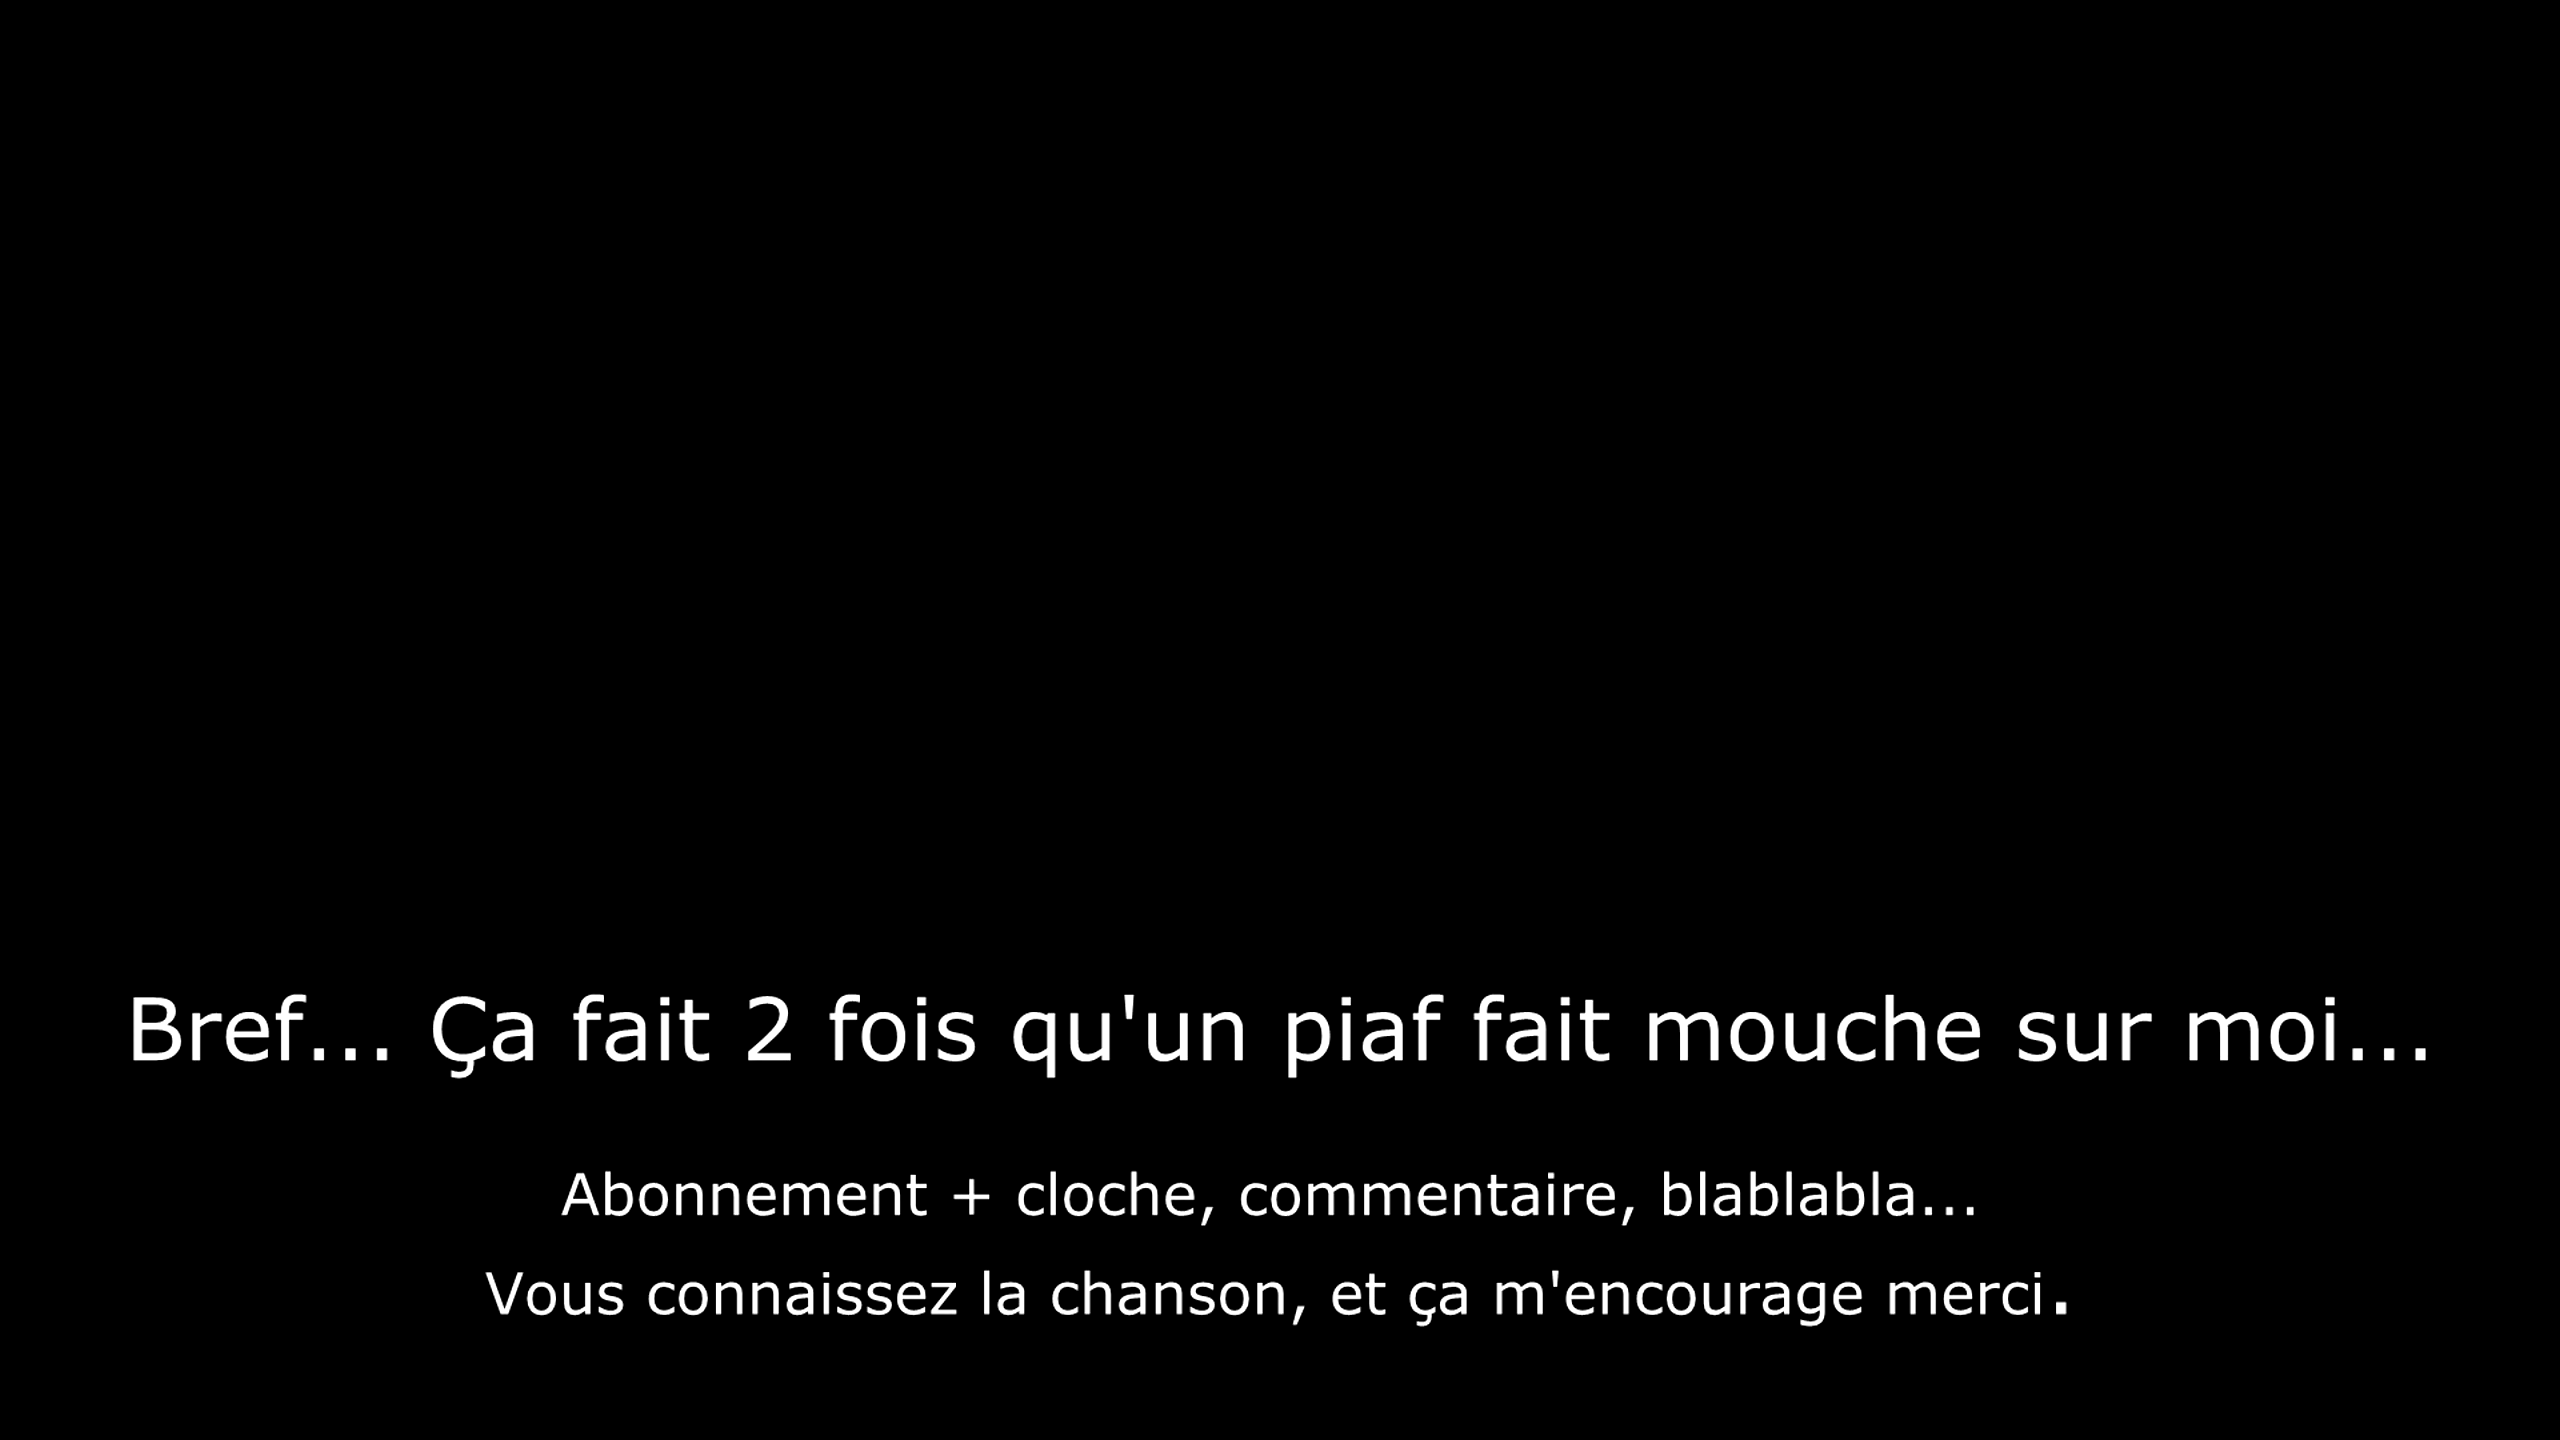 Bref... Ça fait 2 fois qu'un piaf fait mouche sur moi...
Abonnement + cloche, commentaire, blablabla...
Vous connaissez la chanson, et ça m'encourage merci.